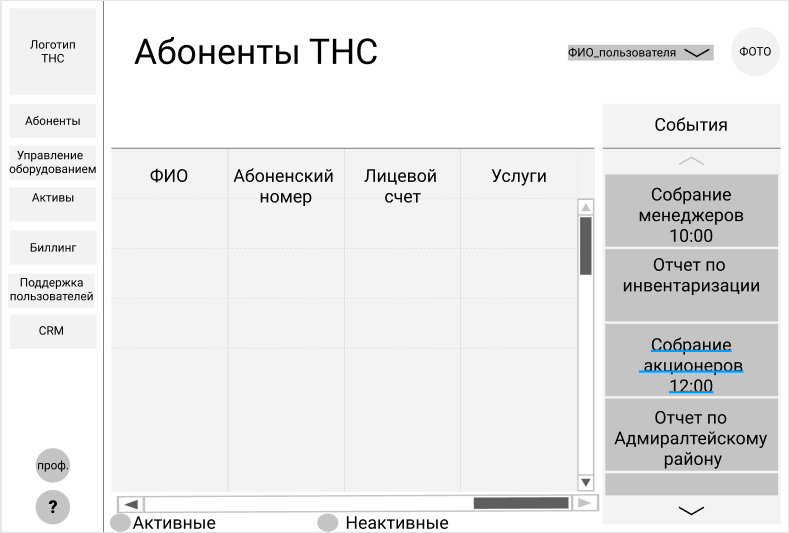 Логотип
ТНС
Абоненты ТНС
ФИО_пользователя
ФОТО
Абоненты
Управление
оборудованием
Активы
Биллинг
Поддержка
пользователей
CRM
проф.
?
ФИО
Абоненский
номер
Лицевой
счет
Услуги
Активные
Неактивные
События
Собрание
менеджеров
10:00
Отчет по
инвентаризации
Собрание
акционеров
12:00
Отчет по
Адмиралтейскому
району